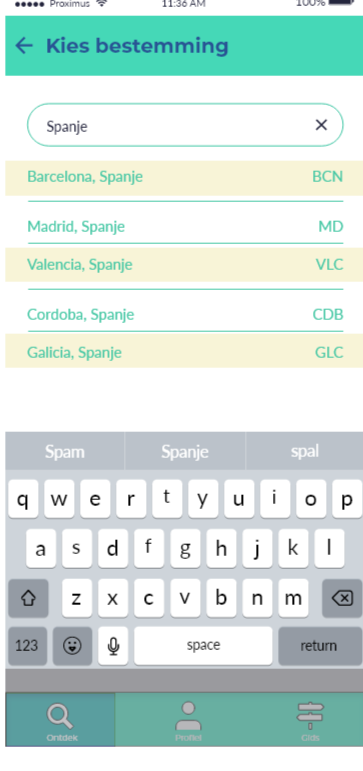 ●●●●● Proximus 11:36 AM 100%
← Kies bestemming
Spanje ✕
Barcelona, Spanje BCN
Madrid, Spanje MD
Valencia, Spanje VLC
Cordoba, Spanje CDB
Galicia, Spanje GLC
Spam Spanje spal
q w e r t y u i o p
a s d f g h j k l
z x c v b n m
123 space return
Ontdek Profiel Gids